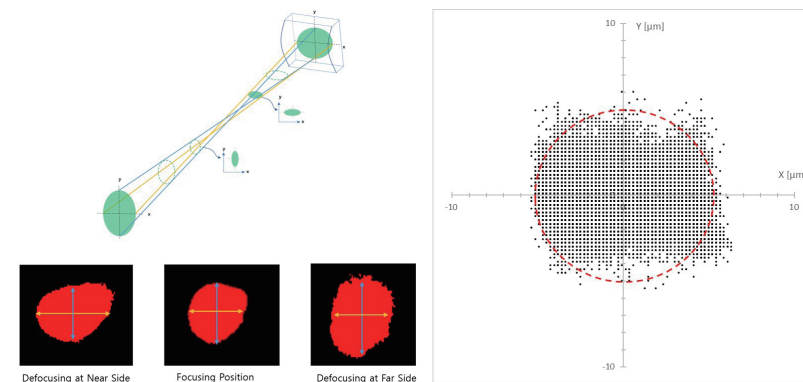 y
x
y
x
y
x
y
x
Defocusing at Near Side
Focusing Position
Defocusing at Far Side
10
Y [μm]
X [μm]
-10
10
-10